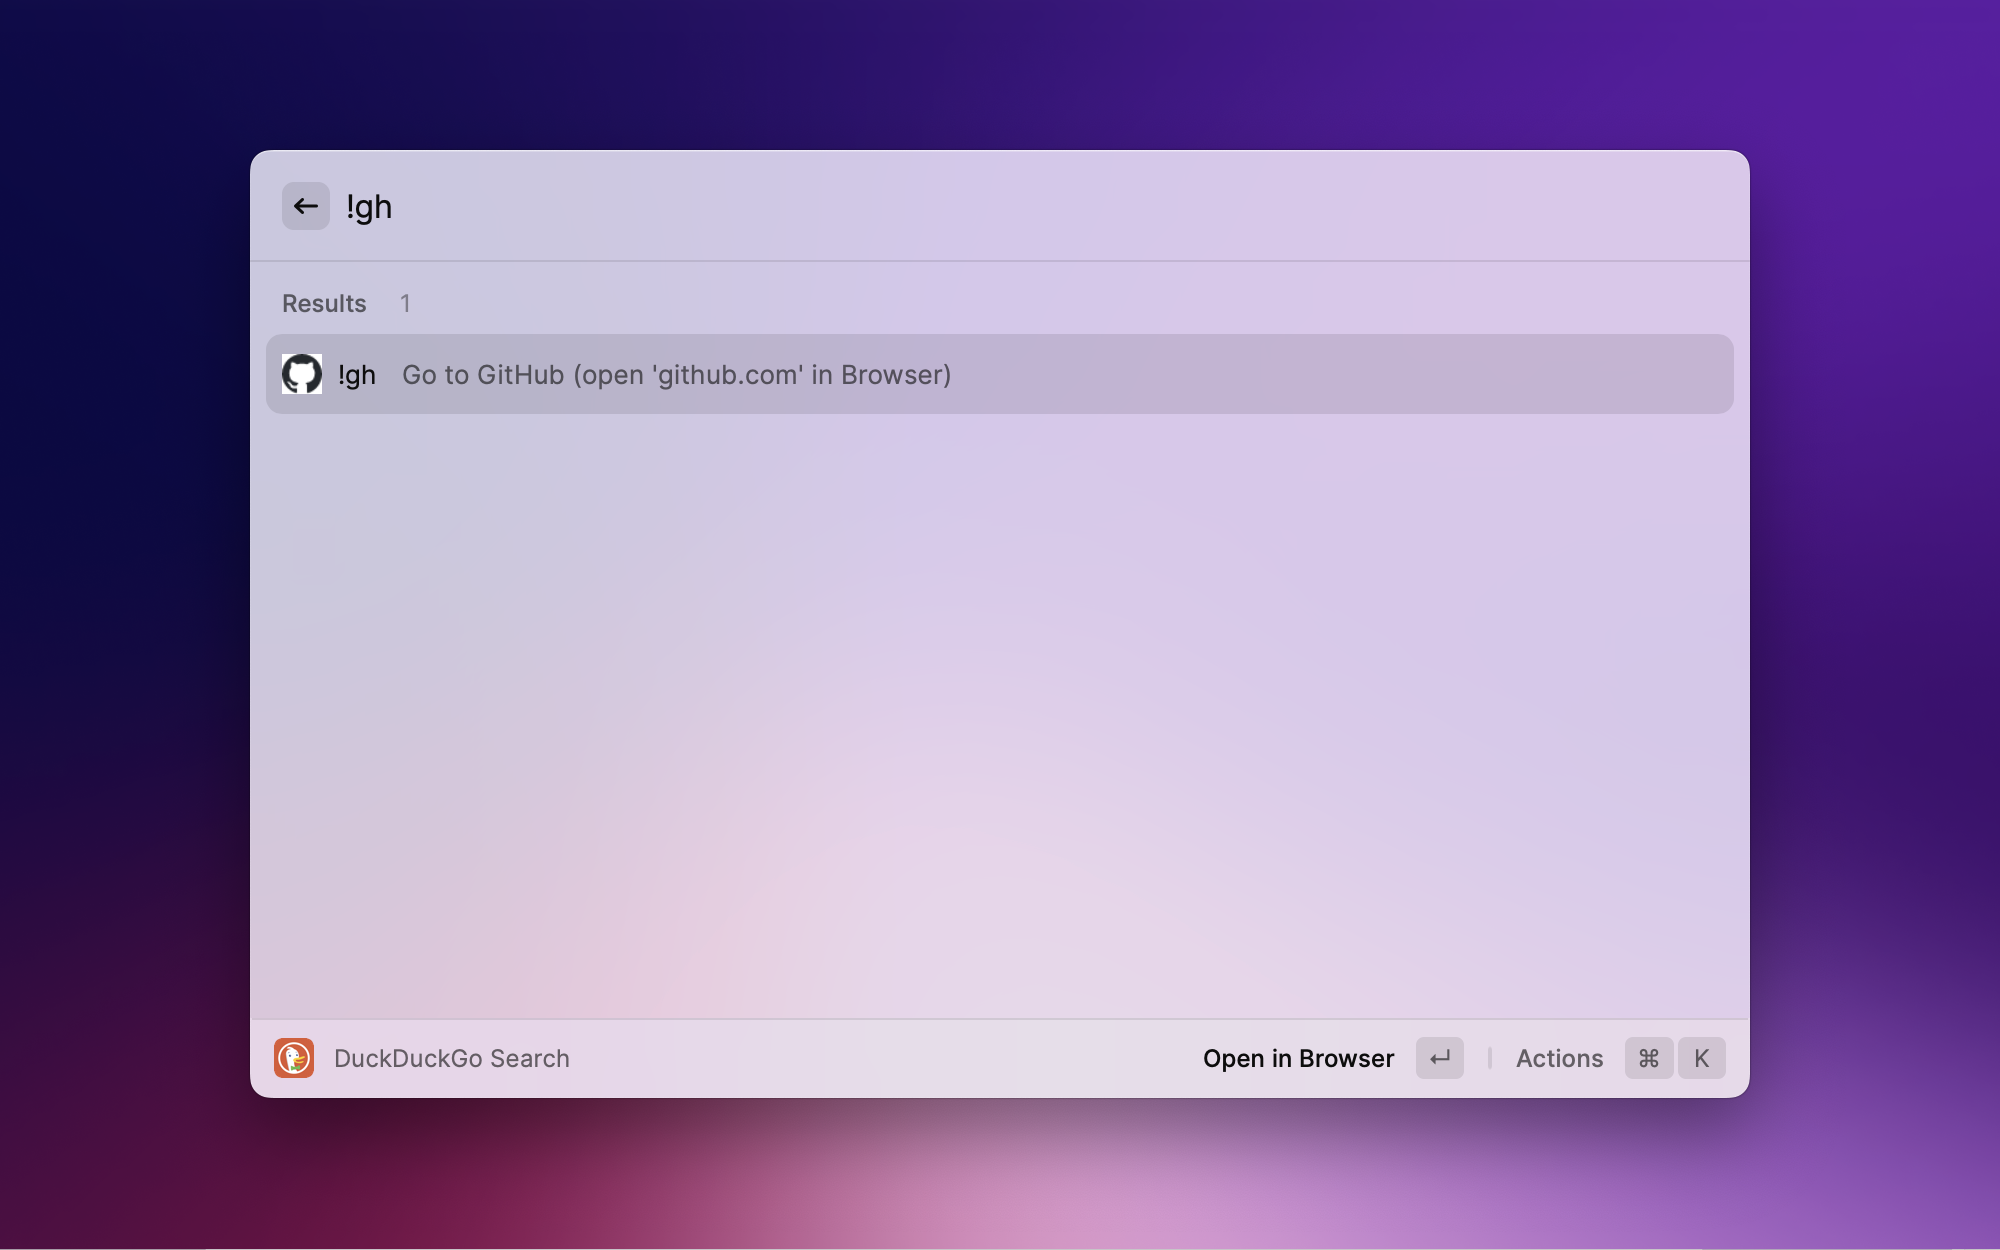 !gh
Results 1
!gh Go to GitHub (open 'github.com' in Browser)
DuckDuckGo Search Open in Browser ↵ | Actions ⌘ K